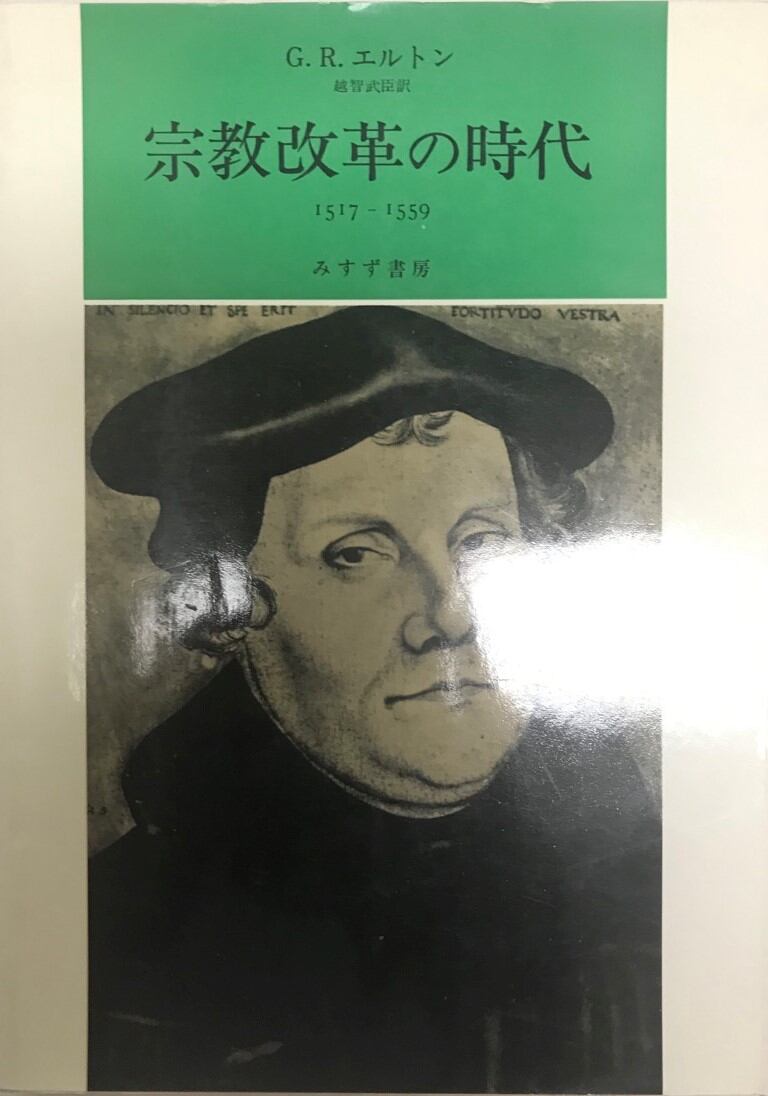 G. R. エルトン
越智武臣訳
宗教改革の時代
1517 – 1559
みすず書房
IN SILENCIO ET SPE ERIT FORTITVDO VESTRA